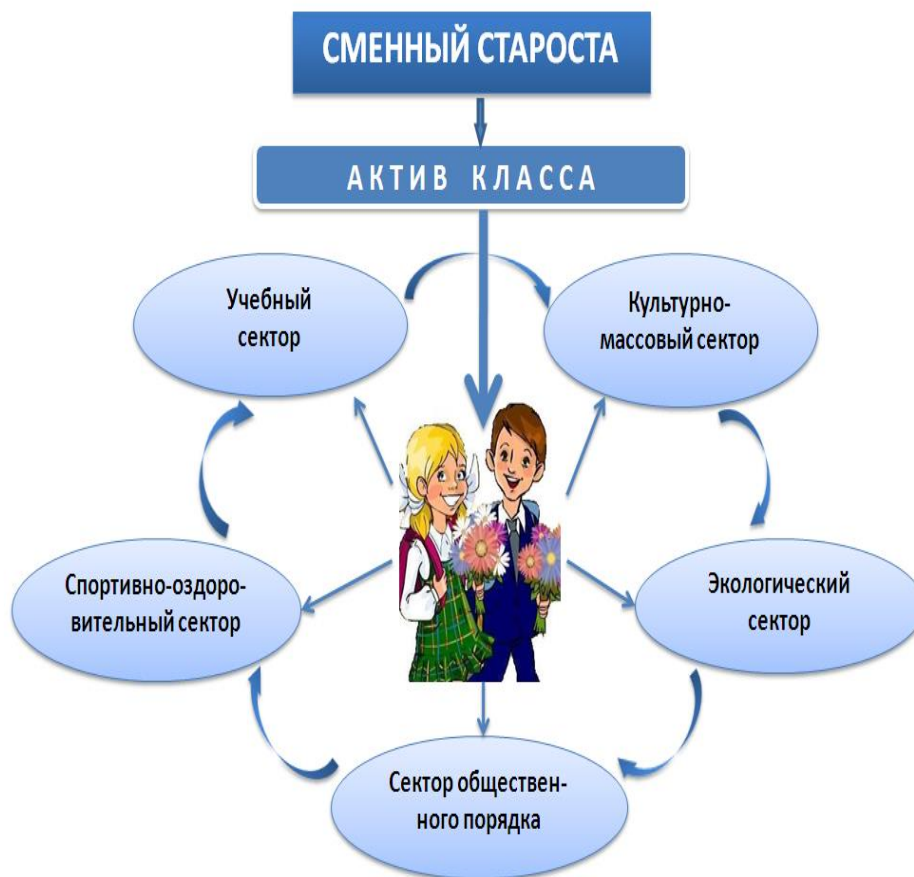 СМЕННЫЙ СТАРОСТА
АКТИВ КЛАССА
Учебный
сектор
Культурно-
массовый сектор
Спортивно-оздоро-
вительный сектор
Экологический
сектор
Сектор обществен-
ного порядка